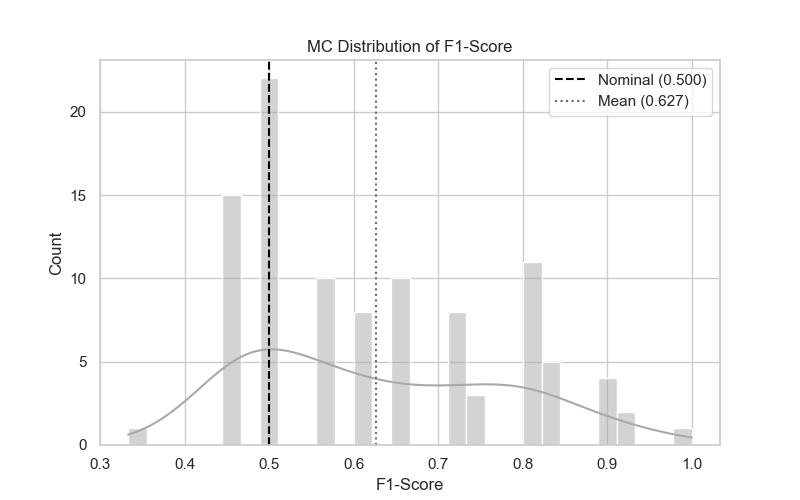 MC Distribution of F1-Score
Nominal (0.500)
Mean (0.627)
Count
20
15
10
5
0
0.3 0.4 0.5 0.6 0.7 0.8 0.9 1.0
F1-Score